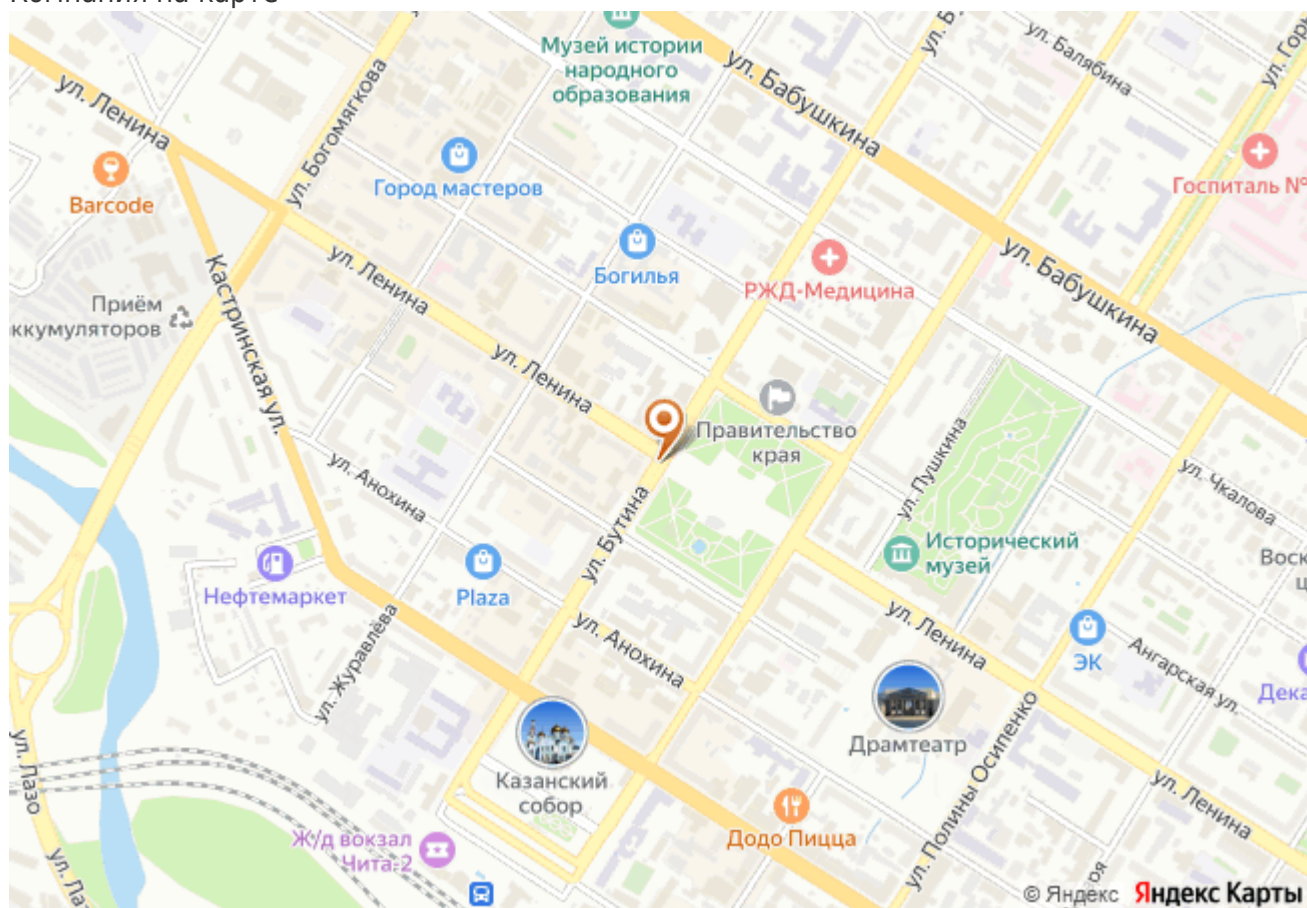 Компания на карте
Музей истории
народного
образования
ул. Бабушкина
ул. Балябина
ул. Ленина
ул. Богомягкова
Barcode
Город мастеров
Госпиталь №
Богилья
РЖД-Медицина
ул. Бабушкина
ул. Ленина
Кастринская ул.
Приём
ккумуляторов
ул. Ленина
Правительство
края
ул. Пушкина
ул. Чкалова
ул. Анохина
ул. Бутина
Исторический
музей
Нефтемаркет
Plaza
ул. Журавлёва
ул. Анохина
ул. Ленина
ЭК
Ангарская ул.
Драмтеатр
ул. Полины Осипенко
Казанский
собор
ул. Лазо
Ж/д вокзал
Чита-2
Додо Пицца
ул. Ленина
© Яндекс Яндекс Карты